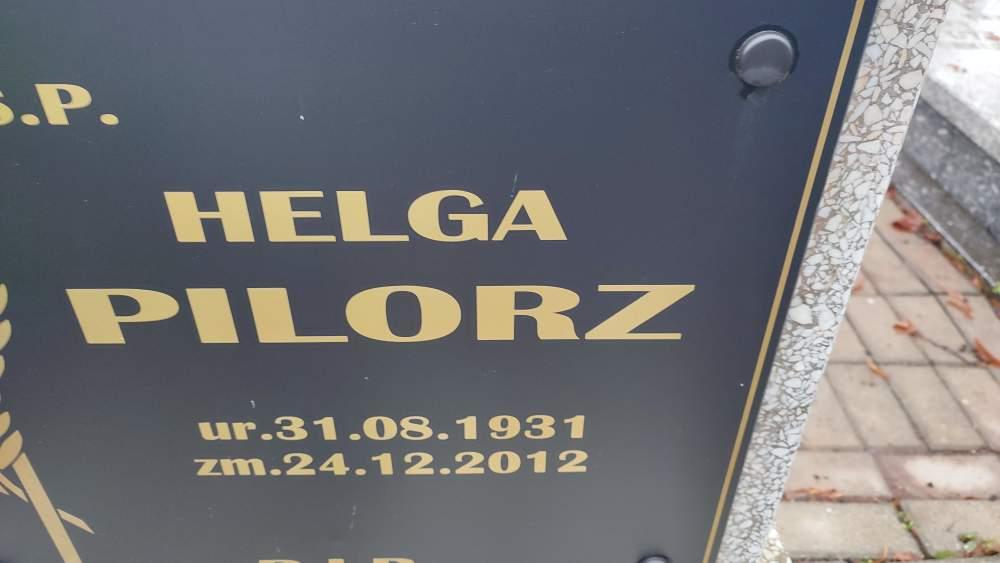 Ś.P.
HELGA
PILORZ
ur.31.08.1931
zm.24.12.2012